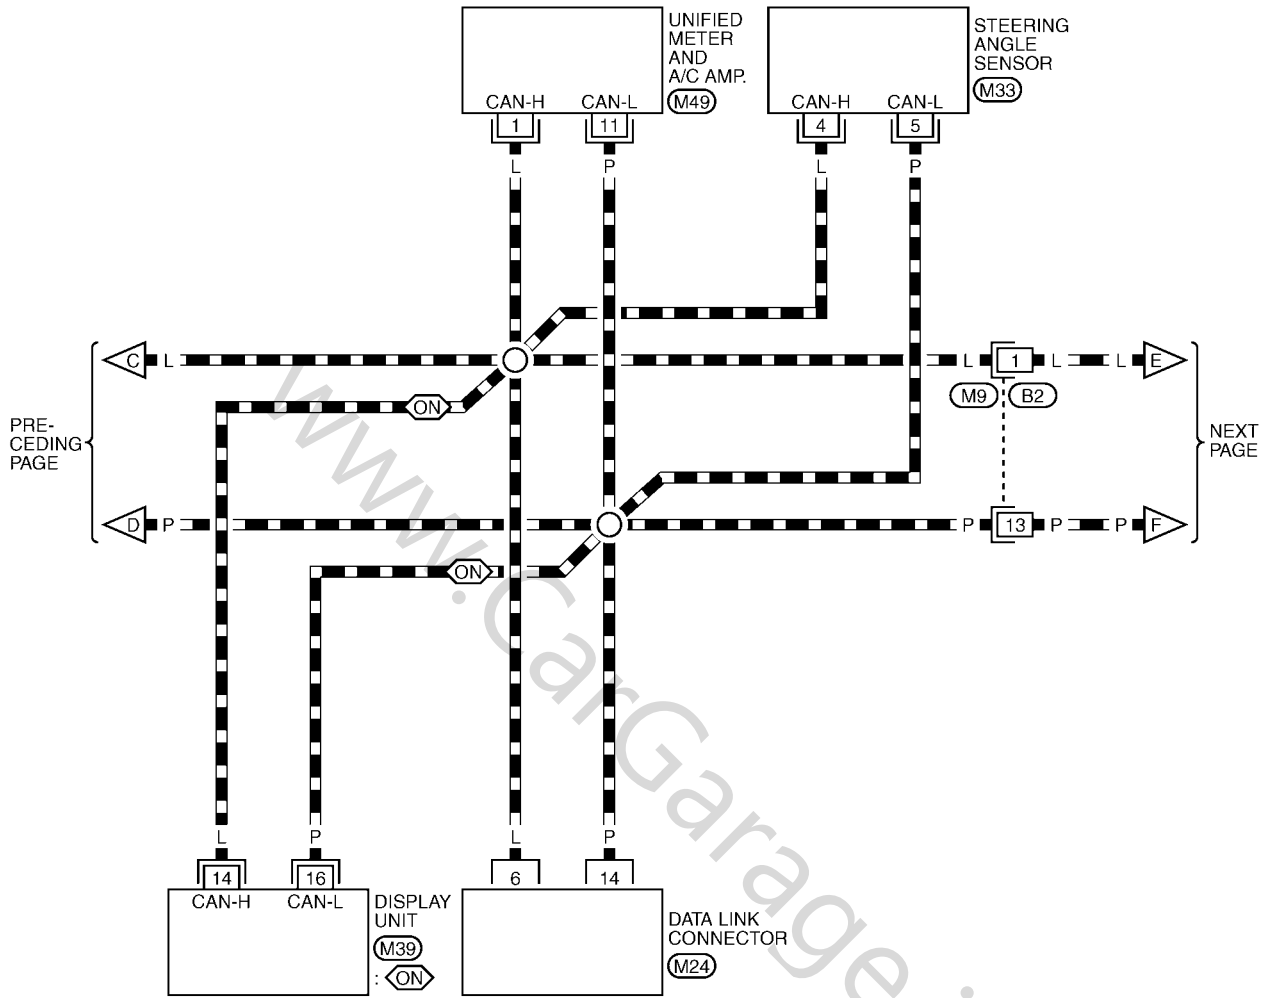 UNIFIED
METER
AND
A/C AMP.
M49
STEERING
ANGLE
SENSOR
M33
CAN-H CAN-L
CAN-H CAN-L
1 11
4 5
L P
L P
C L
L 1 L L E
M9 B2
ON
PRE-
CEDING
PAGE
NEXT
PAGE
D P
P 13 P P F
ON
L P
L P
14 16
6 14
CAN-H CAN-L
DISPLAY
UNIT
M39
: ON
DATA LINK
CONNECTOR
M24
www.CarGarage.